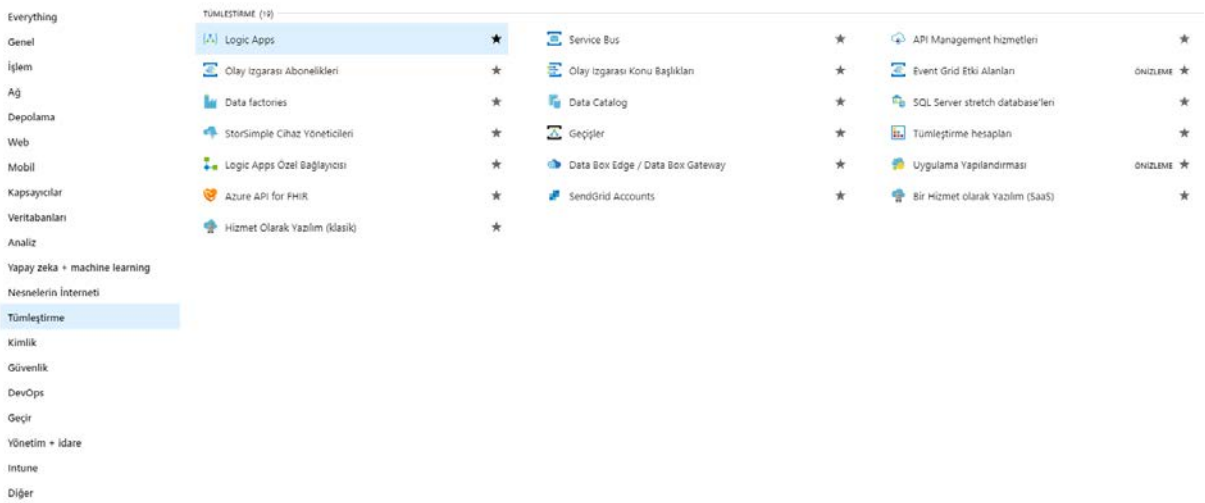 Everything
Genel
İşlem
Ağ
Depolama
Web
Mobil
Kapsayıcılar
Veritabanları
Analiz
Yapay zeka + machine learning
Nesnelerin İnterneti
Tümleştirme
Kimlik
Güvenlik
DevOps
Geçir
Yönetim + idare
Intune
Diğer
TÜMLEŞTİRME (19)
Logic Apps
Service Bus
API Management hizmetleri
Olay Izgarası Abonelikleri
Olay Izgarası Konu Başlıkları
Event Grid Etki Alanları ÖNİZLEME
Data factories
Data Catalog
SQL Server stretch database'leri
StorSimple Cihaz Yöneticileri
Geçişler
Tümleştirme hesapları
Logic Apps Özel Bağlayıcısı
Data Box Edge / Data Box Gateway
Uygulama Yapılandırması ÖNİZLEME
Azure API for FHIR
SendGrid Accounts
Bir Hizmet olarak Yazılım (SaaS)
Hizmet Olarak Yazılım (klasik)